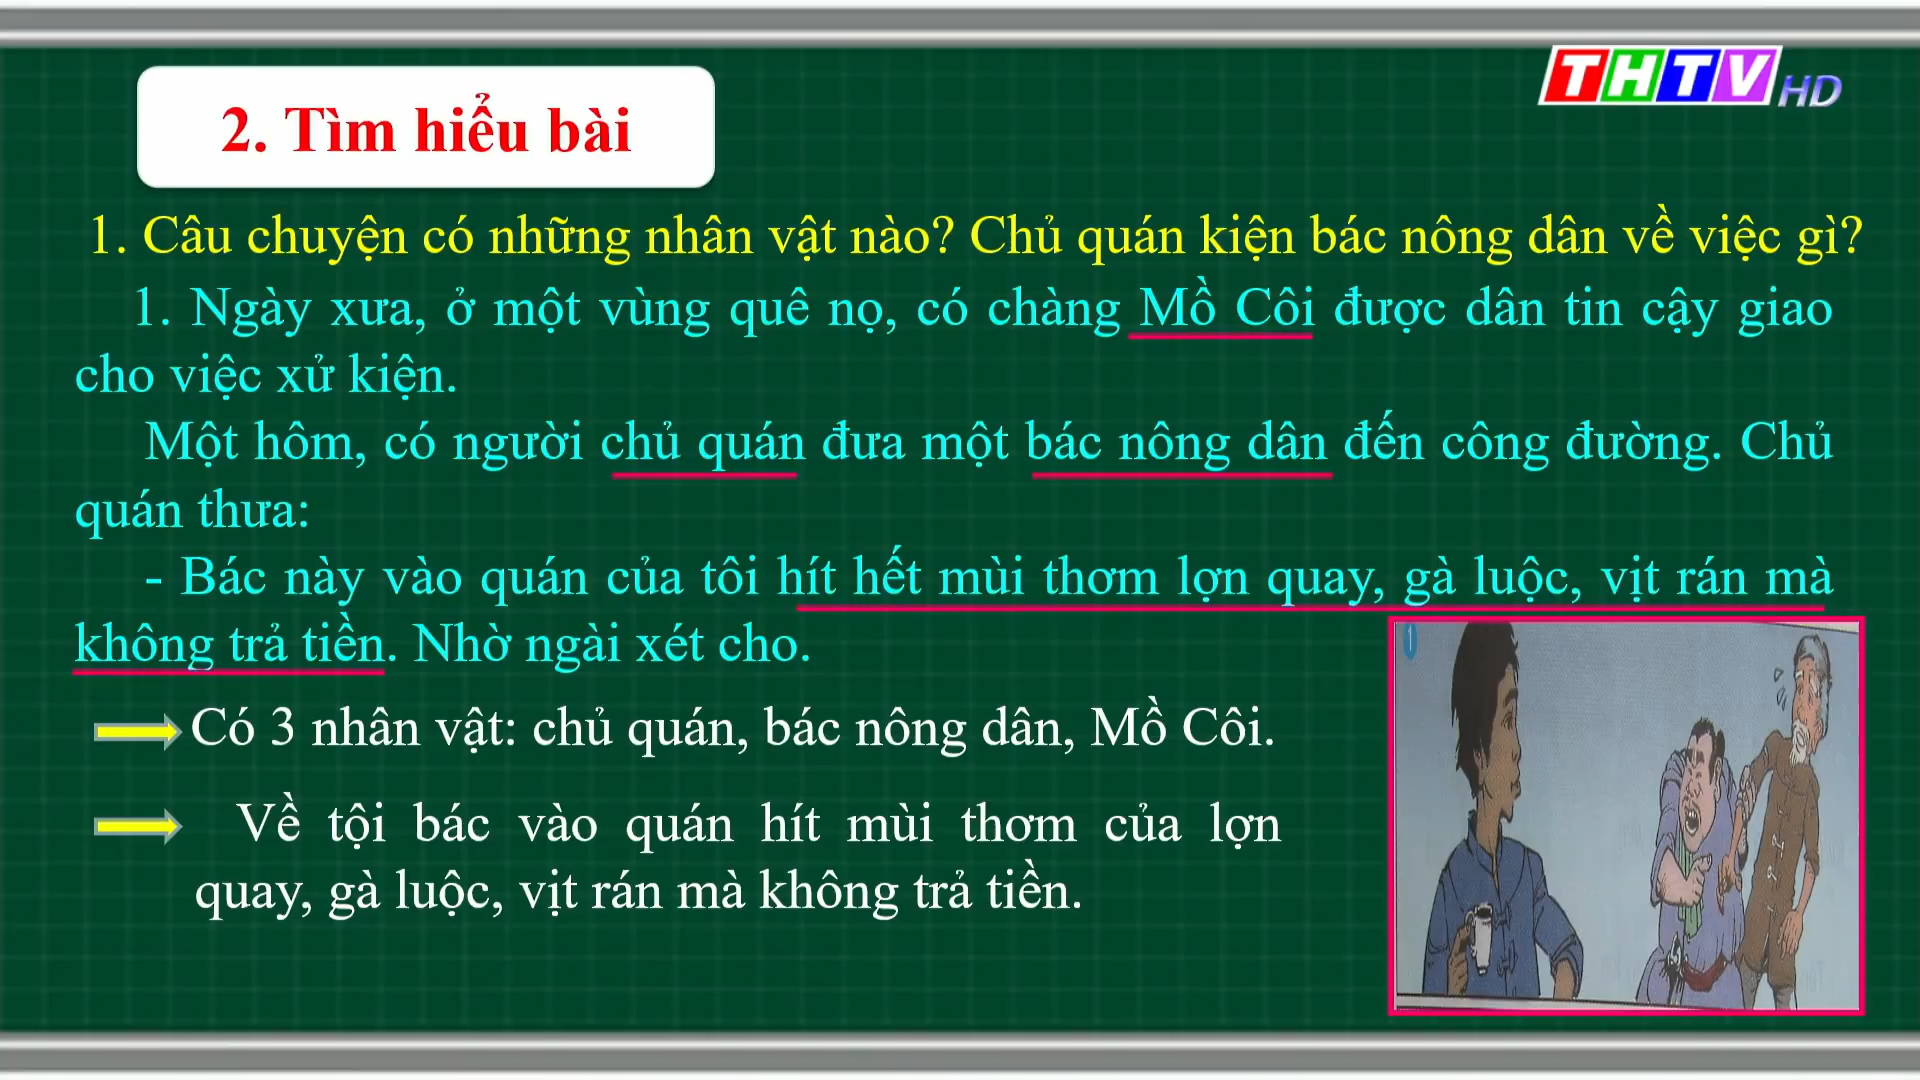 THTV HD
2. Tìm hiểu bài
1. Câu chuyện có những nhân vật nào? Chủ quán kiện bác nông dân về việc gì?
1. Ngày xưa, ở một vùng quê nọ, có chàng Mồ Côi được dân tin cậy giao
cho việc xử kiện.
Một hôm, có người chủ quán đưa một bác nông dân đến công đường. Chủ
quán thưa:
- Bác này vào quán của tôi hít hết mùi thơm lợn quay, gà luộc, vịt rán mà
không trả tiền. Nhờ ngài xét cho.
1
Có 3 nhân vật: chủ quán, bác nông dân, Mồ Côi.
Về tội bác vào quán hít mùi thơm của lợn
quay, gà luộc, vịt rán mà không trả tiền.